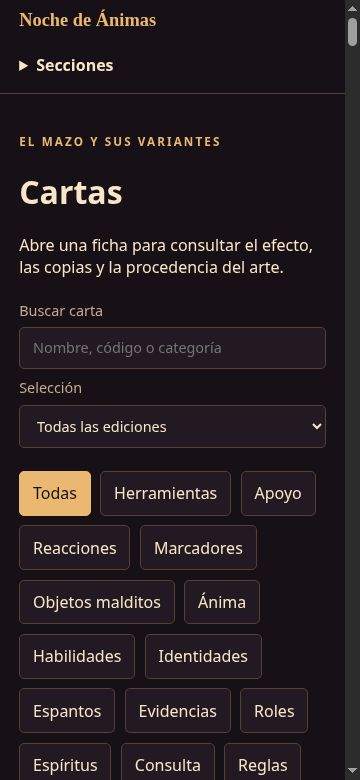 Noche de Ánimas
Secciones
EL MAZO Y SUS VARIANTES
Cartas
Abre una ficha para consultar el efecto,
las copias y la procedencia del arte.
Buscar carta
Nombre, código o categoría
Selección
Todas las ediciones
Todas Herramientas Apoyo
Reacciones Marcadores
Objetos malditos Ánima
Habilidades Identidades
Espantos Evidencias Roles
Espíritus Consulta Reglas